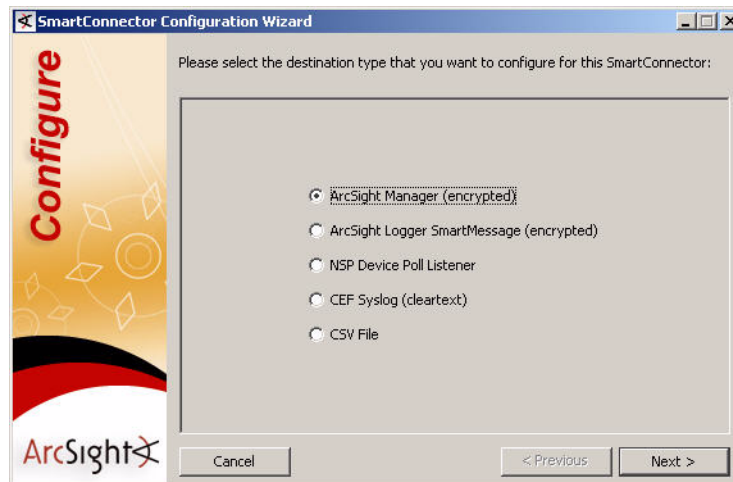 SmartConnector Configuration Wizard
Configure
Please select the destination type that you want to configure for this SmartConnector:
ArcSight Manager (encrypted)
ArcSight Logger SmartMessage (encrypted)
NSP Device Poll Listener
CEF Syslog (cleartext)
CSV File
ArcSight
Cancel
< Previous
Next >